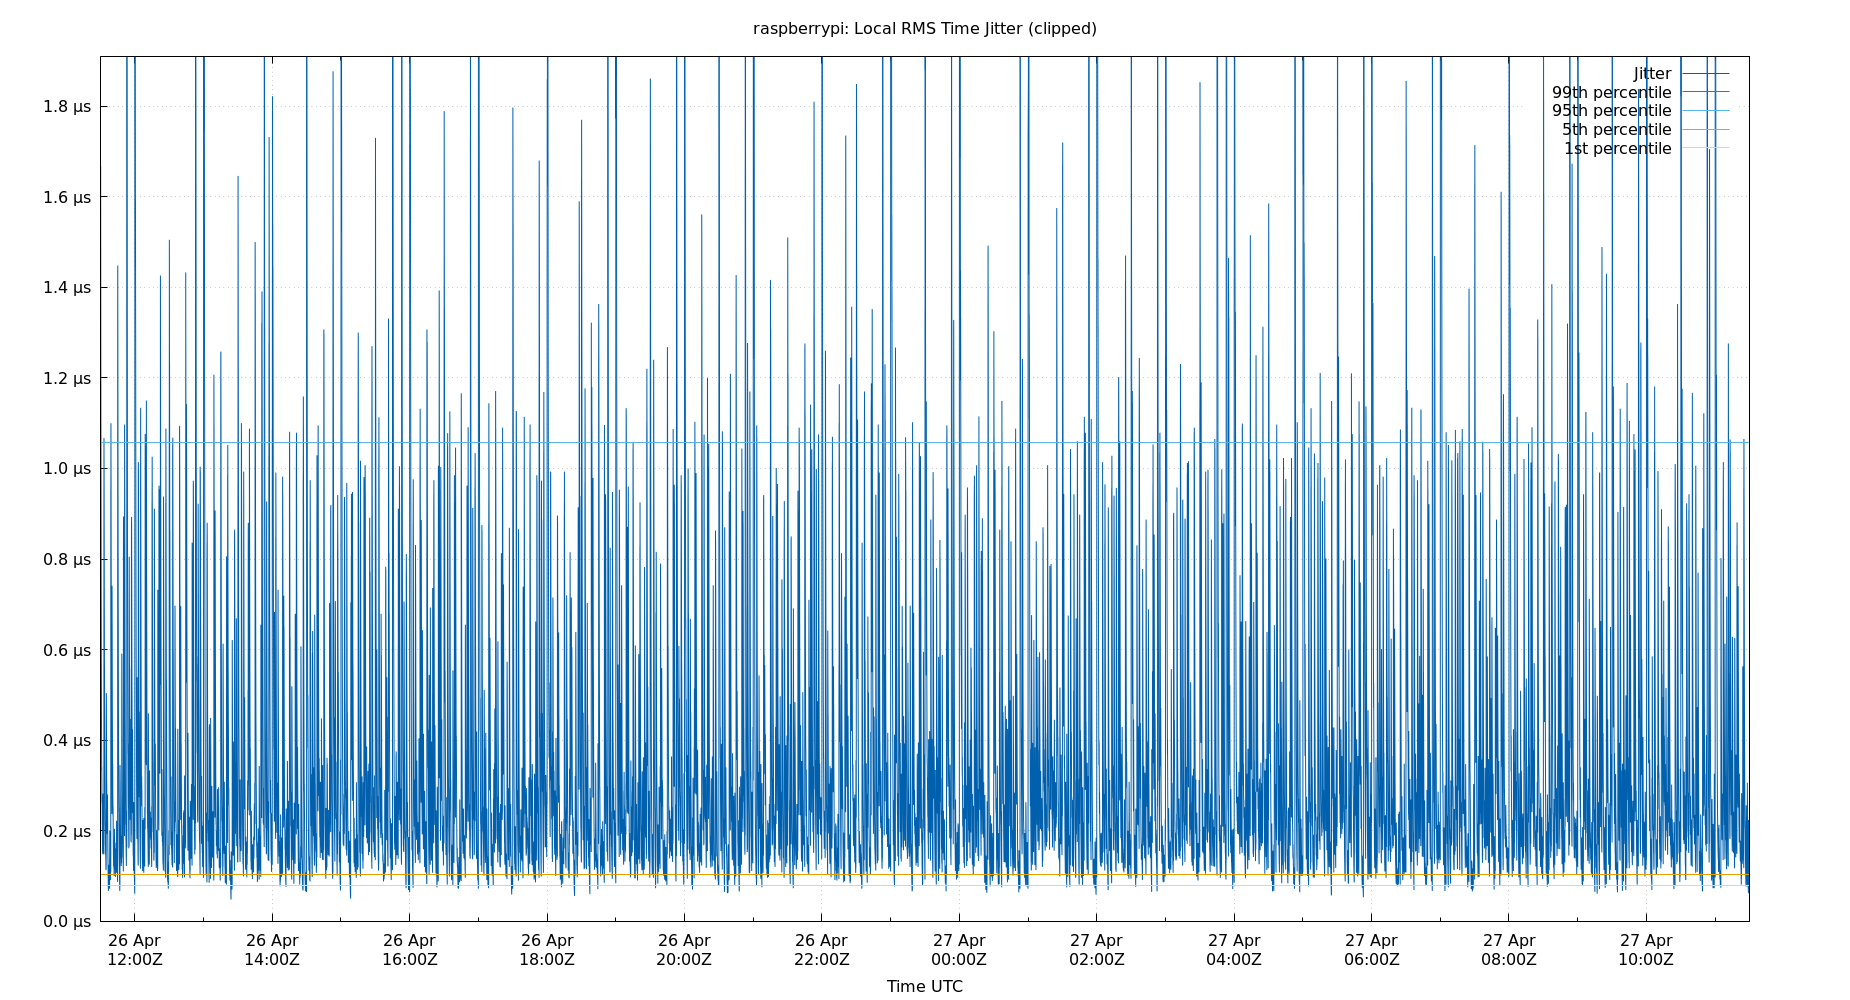 raspberrypi: Local RMS Time Jitter (clipped)
Jitter
99th percentile
95th percentile
5th percentile
1st percentile
1.8 µs
1.6 µs
1.4 µs
1.2 µs
1.0 µs
0.8 µs
0.6 µs
0.4 µs
0.2 µs
0.0 µs
26 Apr 26 Apr 26 Apr 26 Apr 26 Apr 26 Apr 27 Apr 27 Apr 27 Apr 27 Apr 27 Apr 27 Apr
12:00Z 14:00Z 16:00Z 18:00Z 20:00Z 22:00Z 00:00Z 02:00Z 04:00Z 06:00Z 08:00Z 10:00Z
Time UTC